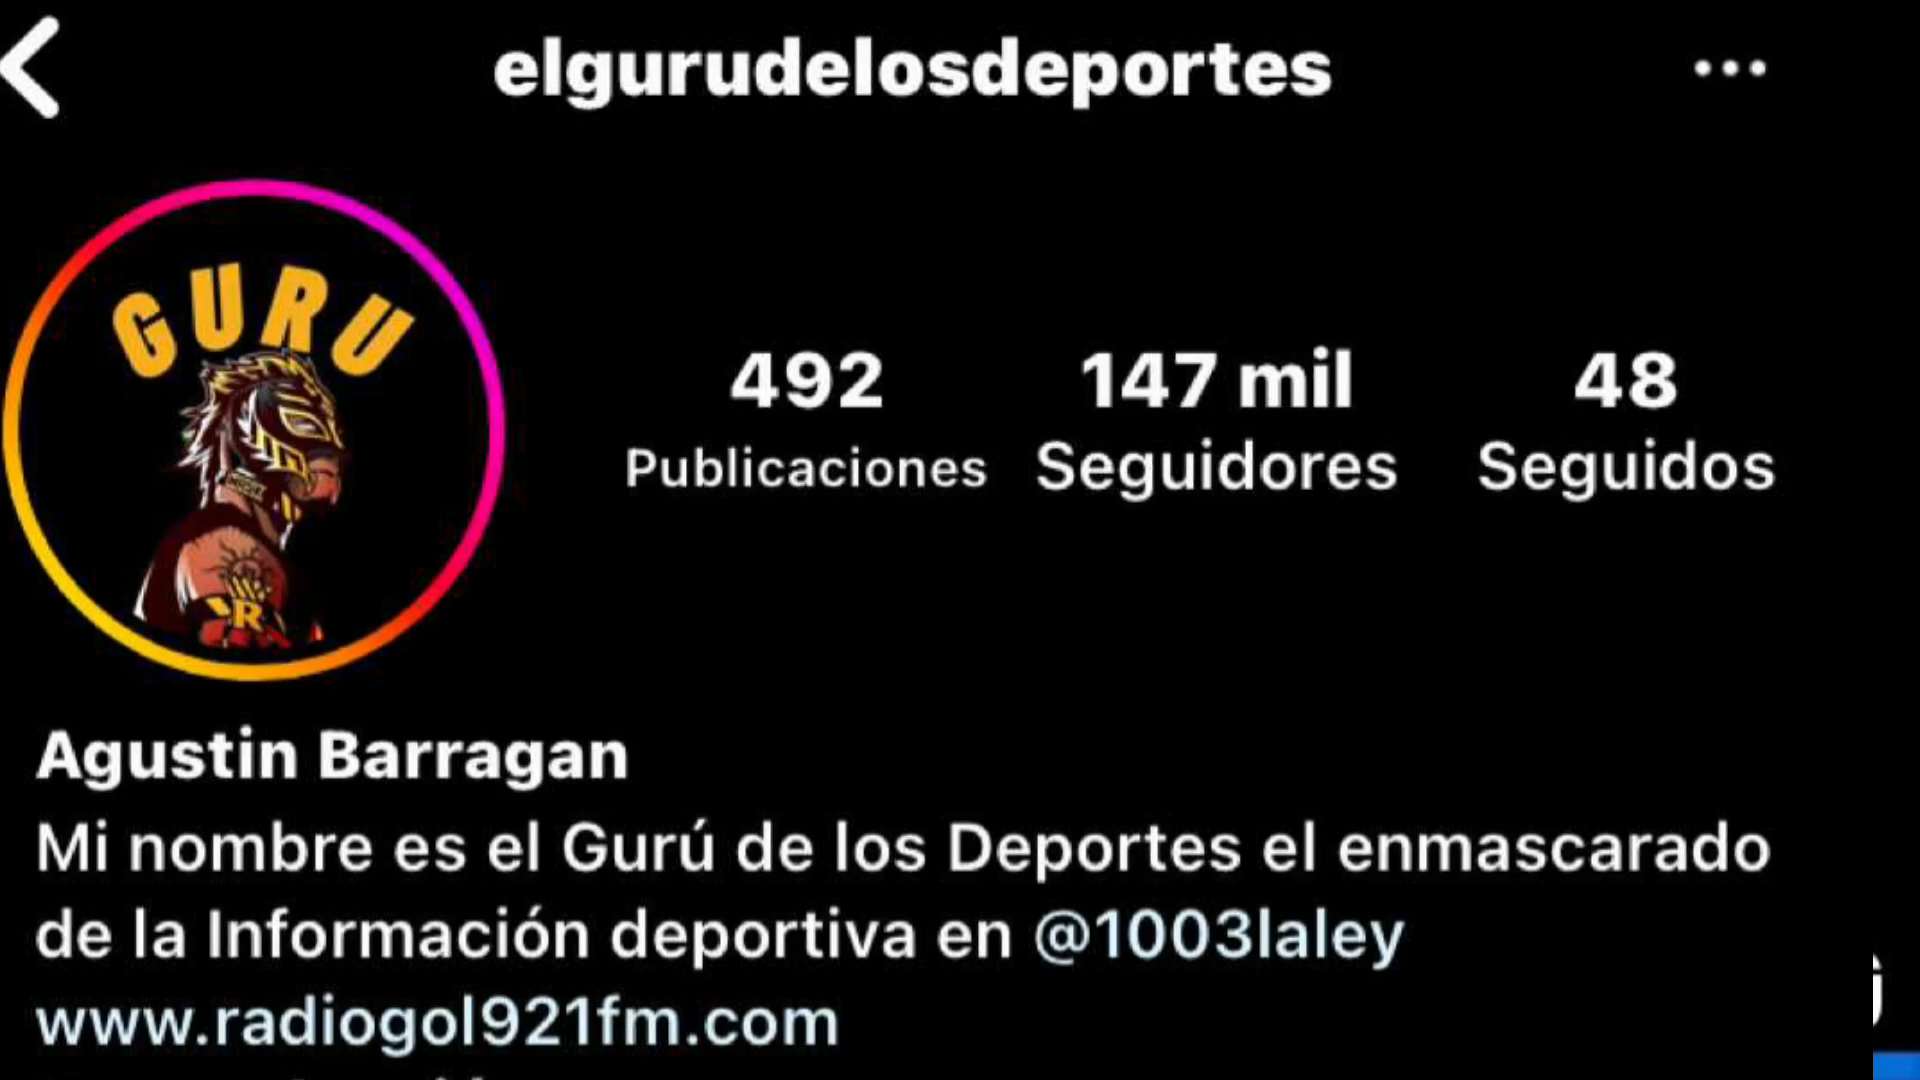 elgurudelosdeportes
GURU
R
492
147 mil
48
Publicaciones
Seguidores
Seguidos
Agustin Barragan
Mi nombre es el Gurú de los Deportes el enmascarado
de la Información deportiva en @1003laley
www.radiogol921fm.com